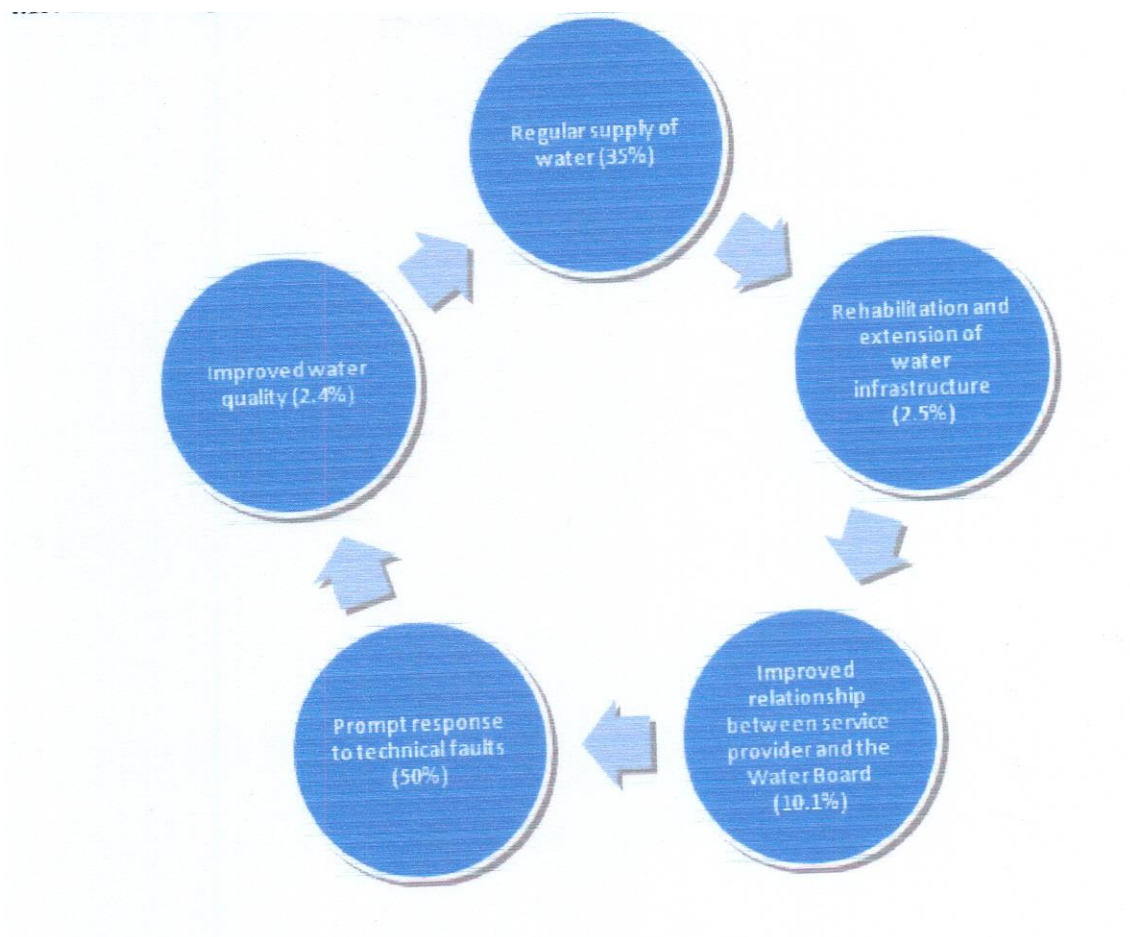 Regular supply of
water (35%)
Rehabilitation and
extension of
water
infrastructure
(2.5%)
Improved
relationship
between service
provider and the
Water Board
(10.1%)
Prompt response
to technical faults
(50%)
Improved water
quality (2.4%)